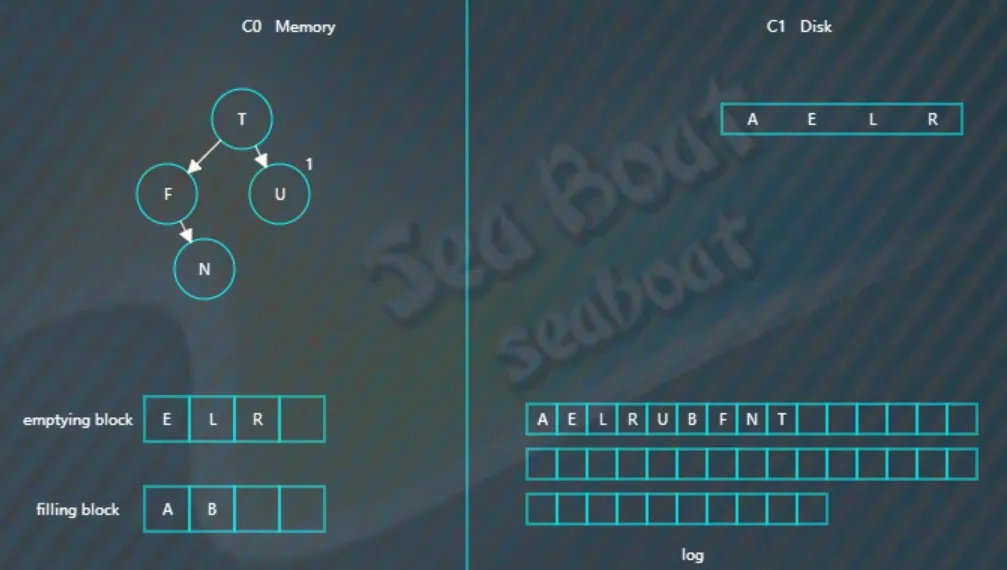 C0 Memory
C1 Disk
T
F
U
1
N
A E L R
Sea Boat
seaboat
emptying block
E L R
filling block
A B
A E L R U B F N T
log